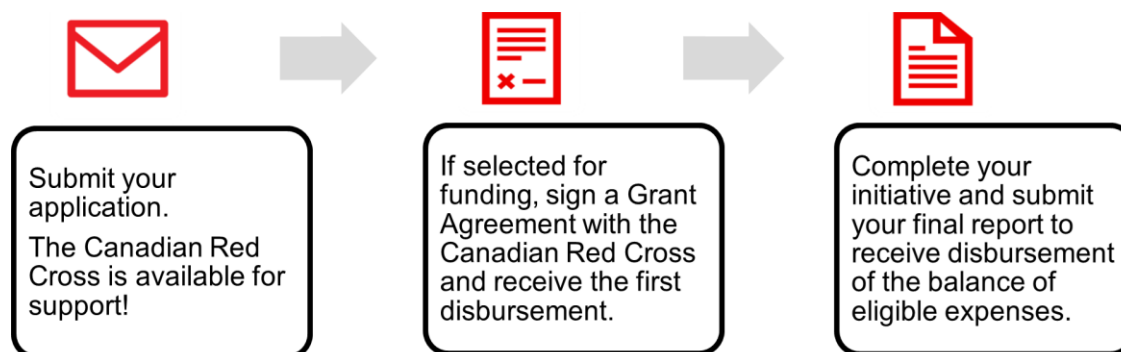 Submit your
application.
The Canadian Red
Cross is available for
support!
If selected for
funding, sign a Grant
Agreement with the
Canadian Red Cross
and receive the first
disbursement.
Complete your
initiative and submit
your final report to
receive disbursement
of the balance of
eligible expenses.